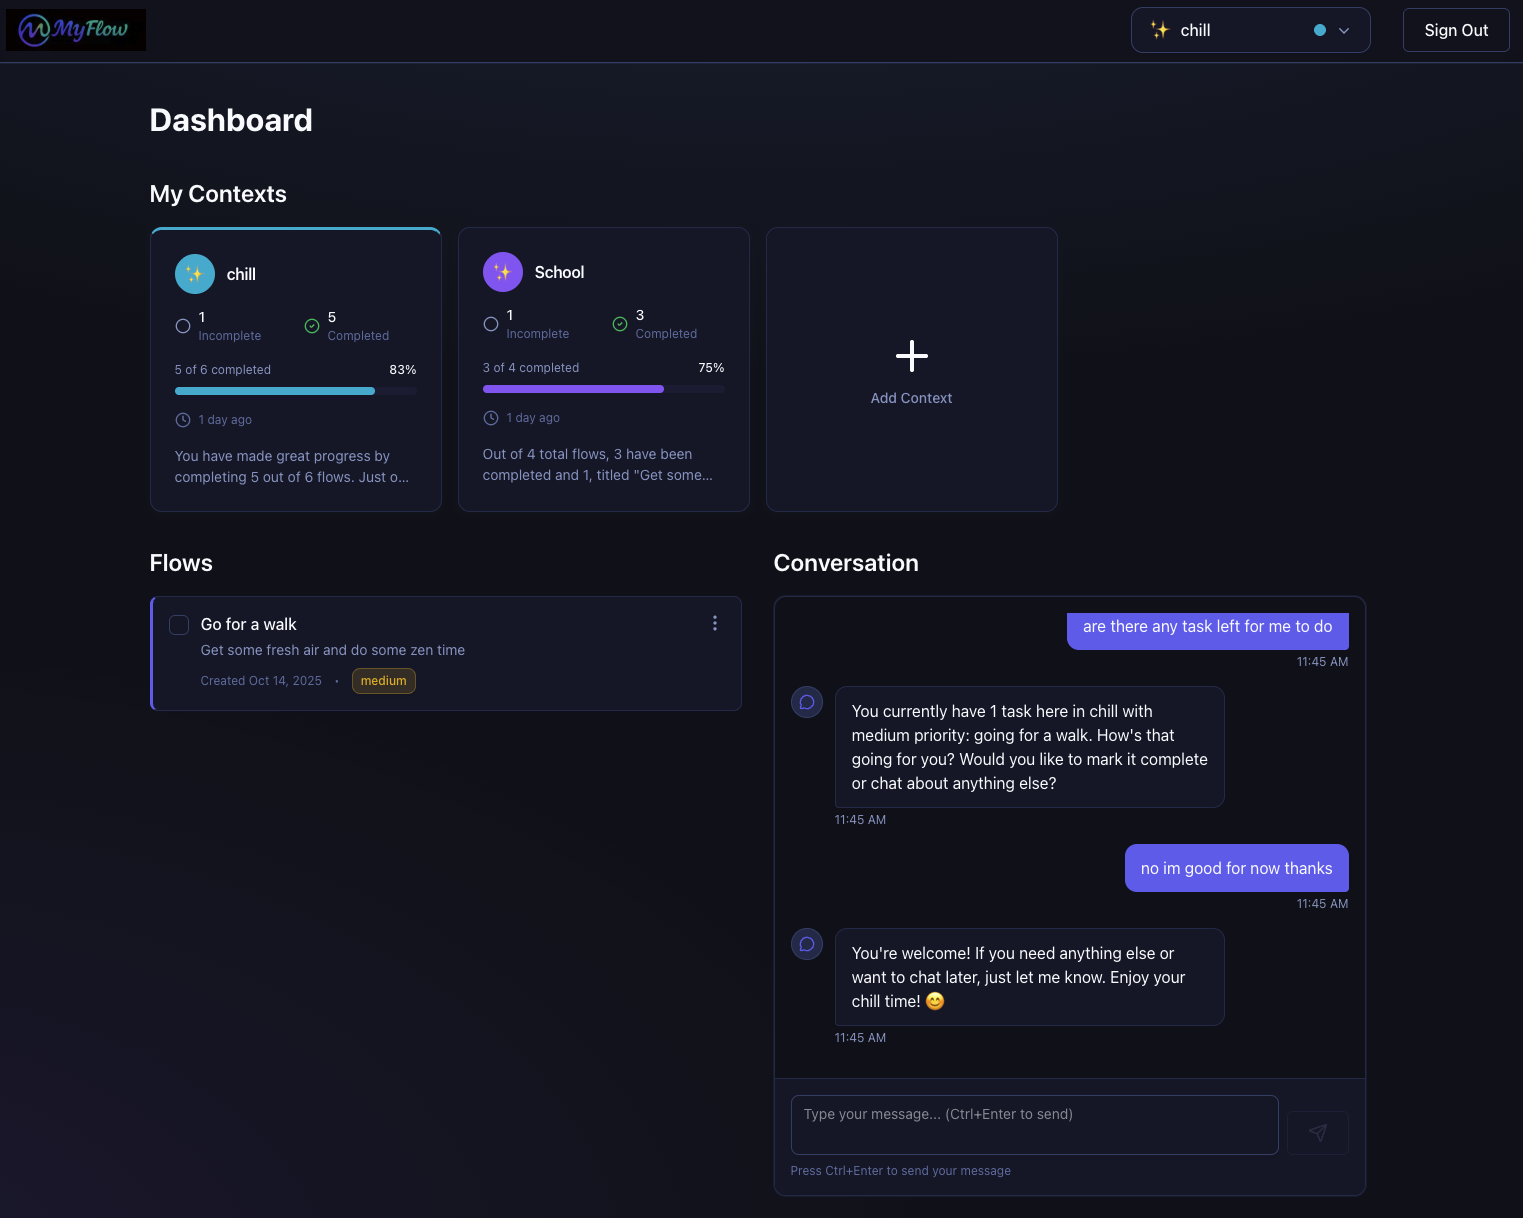 MyFlow
✨ chill
Sign Out
Dashboard
My Contexts
✨ chill
1
Incomplete
5
Completed
5 of 6 completed
83%
1 day ago
You have made great progress by
completing 5 out of 6 flows. Just o...
✨ School
1
Incomplete
3
Completed
3 of 4 completed
75%
1 day ago
Out of 4 total flows, 3 have been
completed and 1, titled "Get some...
Add Context
Flows
Go for a walk
Get some fresh air and do some zen time
Created Oct 14, 2025 • medium
Conversation
are there any task left for me to do
11:45 AM
You currently have 1 task here in chill with
medium priority: going for a walk. How's that
going for you? Would you like to mark it complete
or chat about anything else?
11:45 AM
no im good for now thanks
11:45 AM
You're welcome! If you need anything else or
want to chat later, just let me know. Enjoy your
chill time! 😊
11:45 AM
Type your message... (Ctrl+Enter to send)
Press Ctrl+Enter to send your message